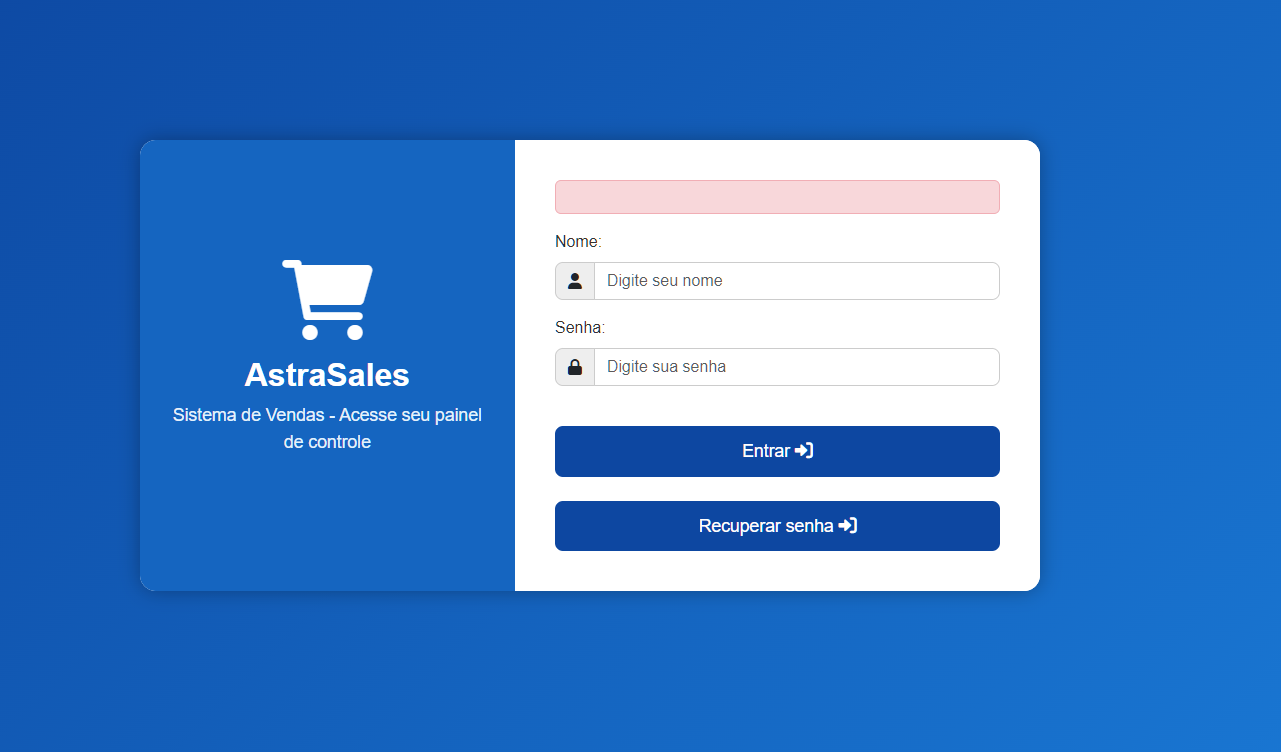 AstraSales
Sistema de Vendas - Acesse seu painel
de controle
Nome:
Digite seu nome
Senha:
Digite sua senha
Entrar
Recuperar senha